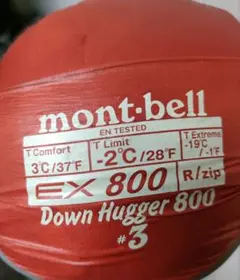 mont·bell
EN TESTED
T Comfort T Limit T Extreme
3°C/37°F -2°C/28°F -19°C/-1°F
EX 800 R/zip
Down Hugger 800
#3